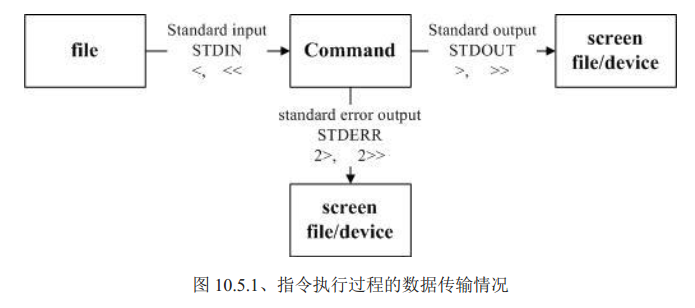 file
Standard input
STDIN
<, <<
Command
Standard output
STDOUT
>, >>
screen
file/device
standard error output
STDERR
2>, 2>>
screen
file/device
图 10.5.1、指令执行过程的数据传输情况